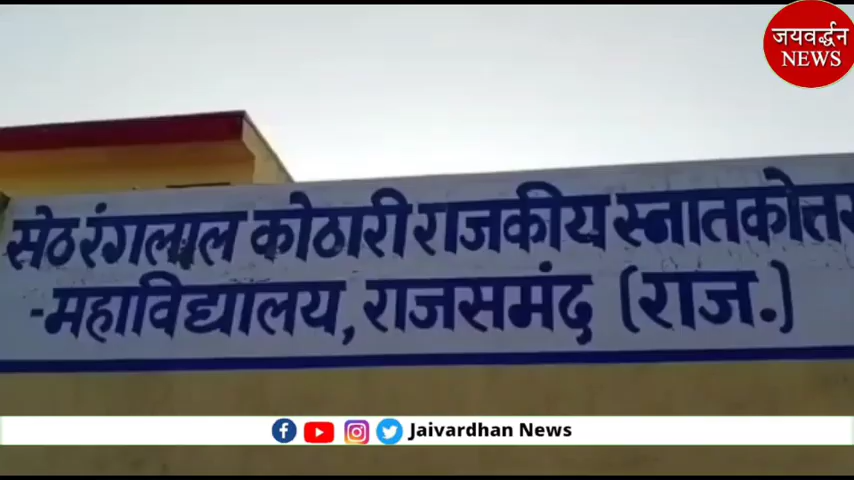 जयवर्द्धन
NEWS
सेठ रंगलाल कोठारी राजकीय स्नातकोत्तर
-महाविद्यालय, राजसमंद (राज.)
Jaivardhan News